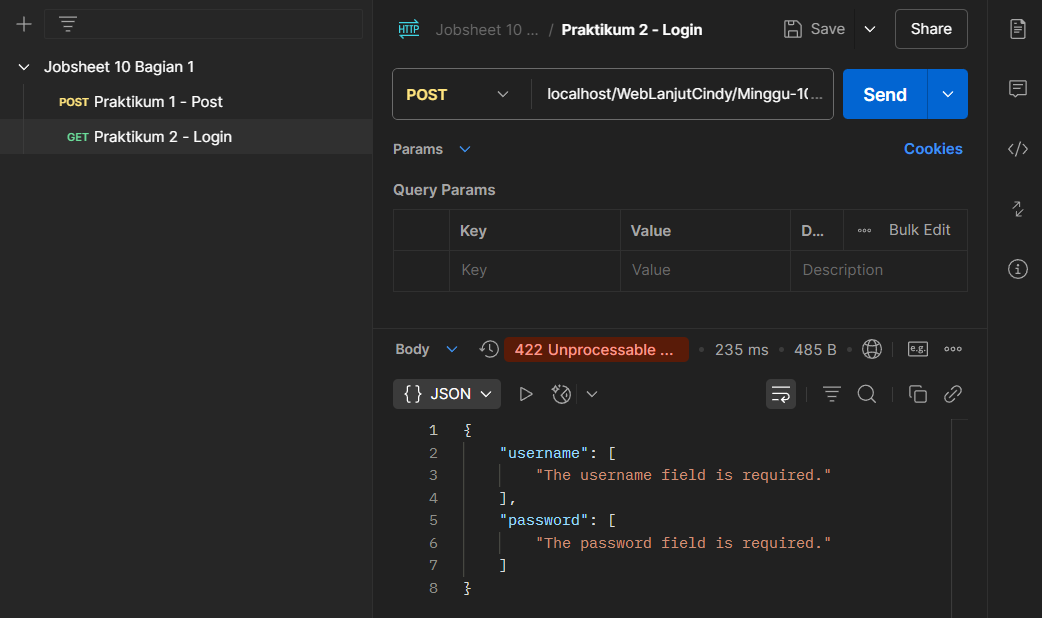 Jobsheet 10 Bagian 1
POST Praktikum 1 - Post
GET Praktikum 2 - Login
HTTP Jobsheet 10 ... / Praktikum 2 - Login Save Share
POST localhost/WebLanjutCindy/Minggu-10... Send
Params Cookies
Query Params
Key Value D... Bulk Edit
Key Value Description
Body 422 Unprocessable ... 235 ms 485 B e.g.
{} JSON
1 {
2 "username": [
3 "The username field is required."
4 ],
5 "password": [
6 "The password field is required."
7 ]
8 }